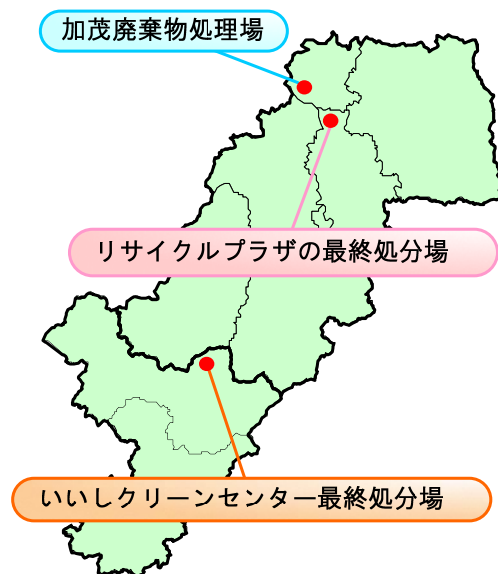 加茂廃棄物処理場
リサイクルプラザの最終処分場
いいしクリーンセンター最終処分場